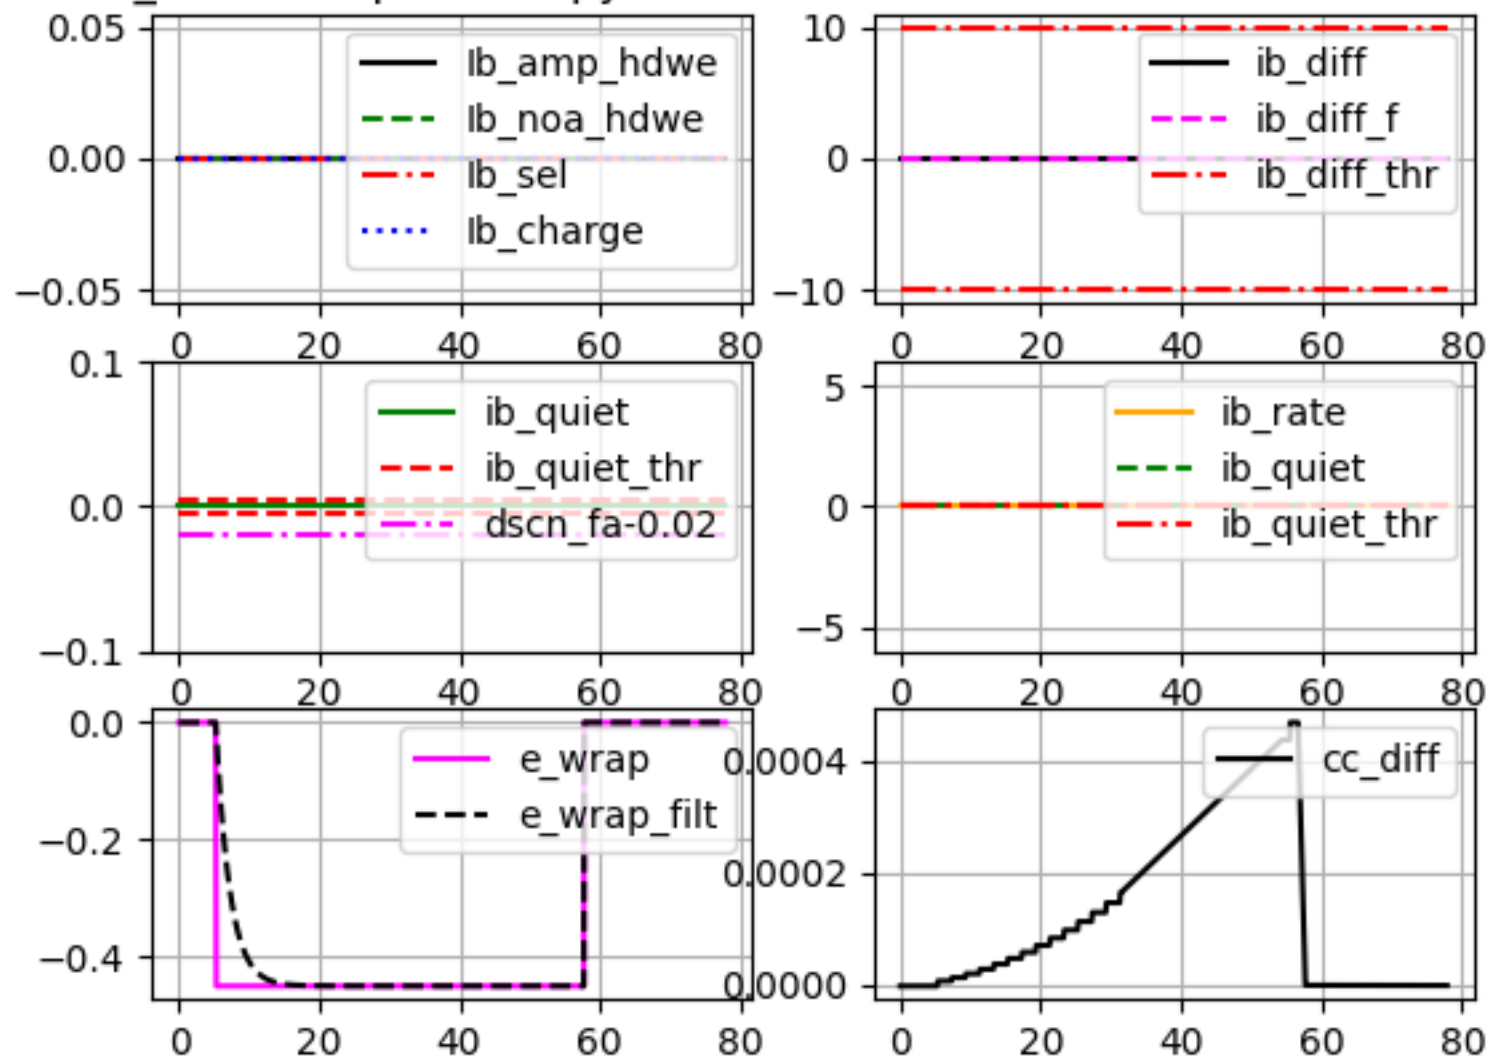 0.05
0.00
−0.05
0 20 40 60 80
Ib_amp_hdwe
Ib_noa_hdwe
Ib_sel
Ib_charge
10
0
−10
0 20 40 60 80
ib_diff
ib_diff_f
ib_diff_thr
0.1
0.0
−0.1
0 20 40 60 80
ib_quiet
ib_quiet_thr
dscn_fa-0.02
5
0
−5
0 20 40 60 80
ib_rate
ib_quiet
ib_quiet_thr
0.0
−0.2
−0.4
0 20 40 60 80
e_wrap
e_wrap_filt
0.0004
0.0002
0.0000
0 20 40 60 80
cc_diff